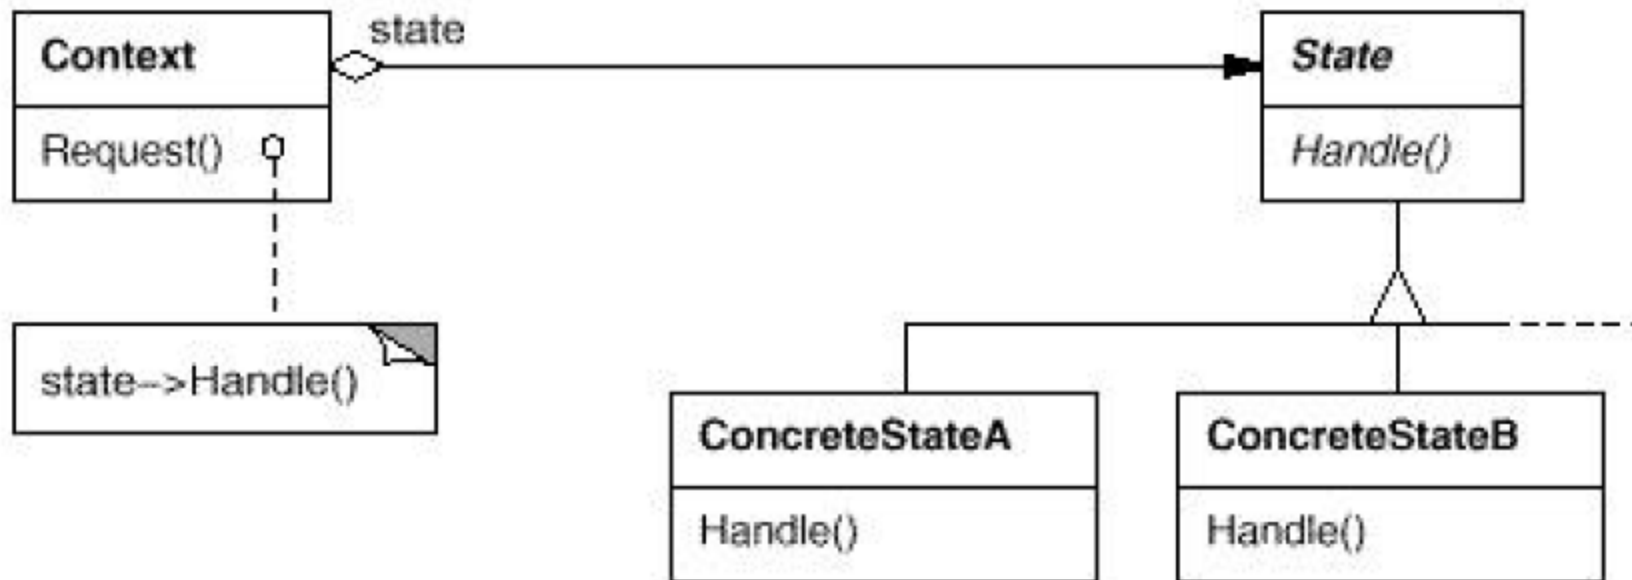 Context
state
State
Request()
Handle()
state–>Handle()
ConcreteStateA
ConcreteStateB
Handle()
Handle()